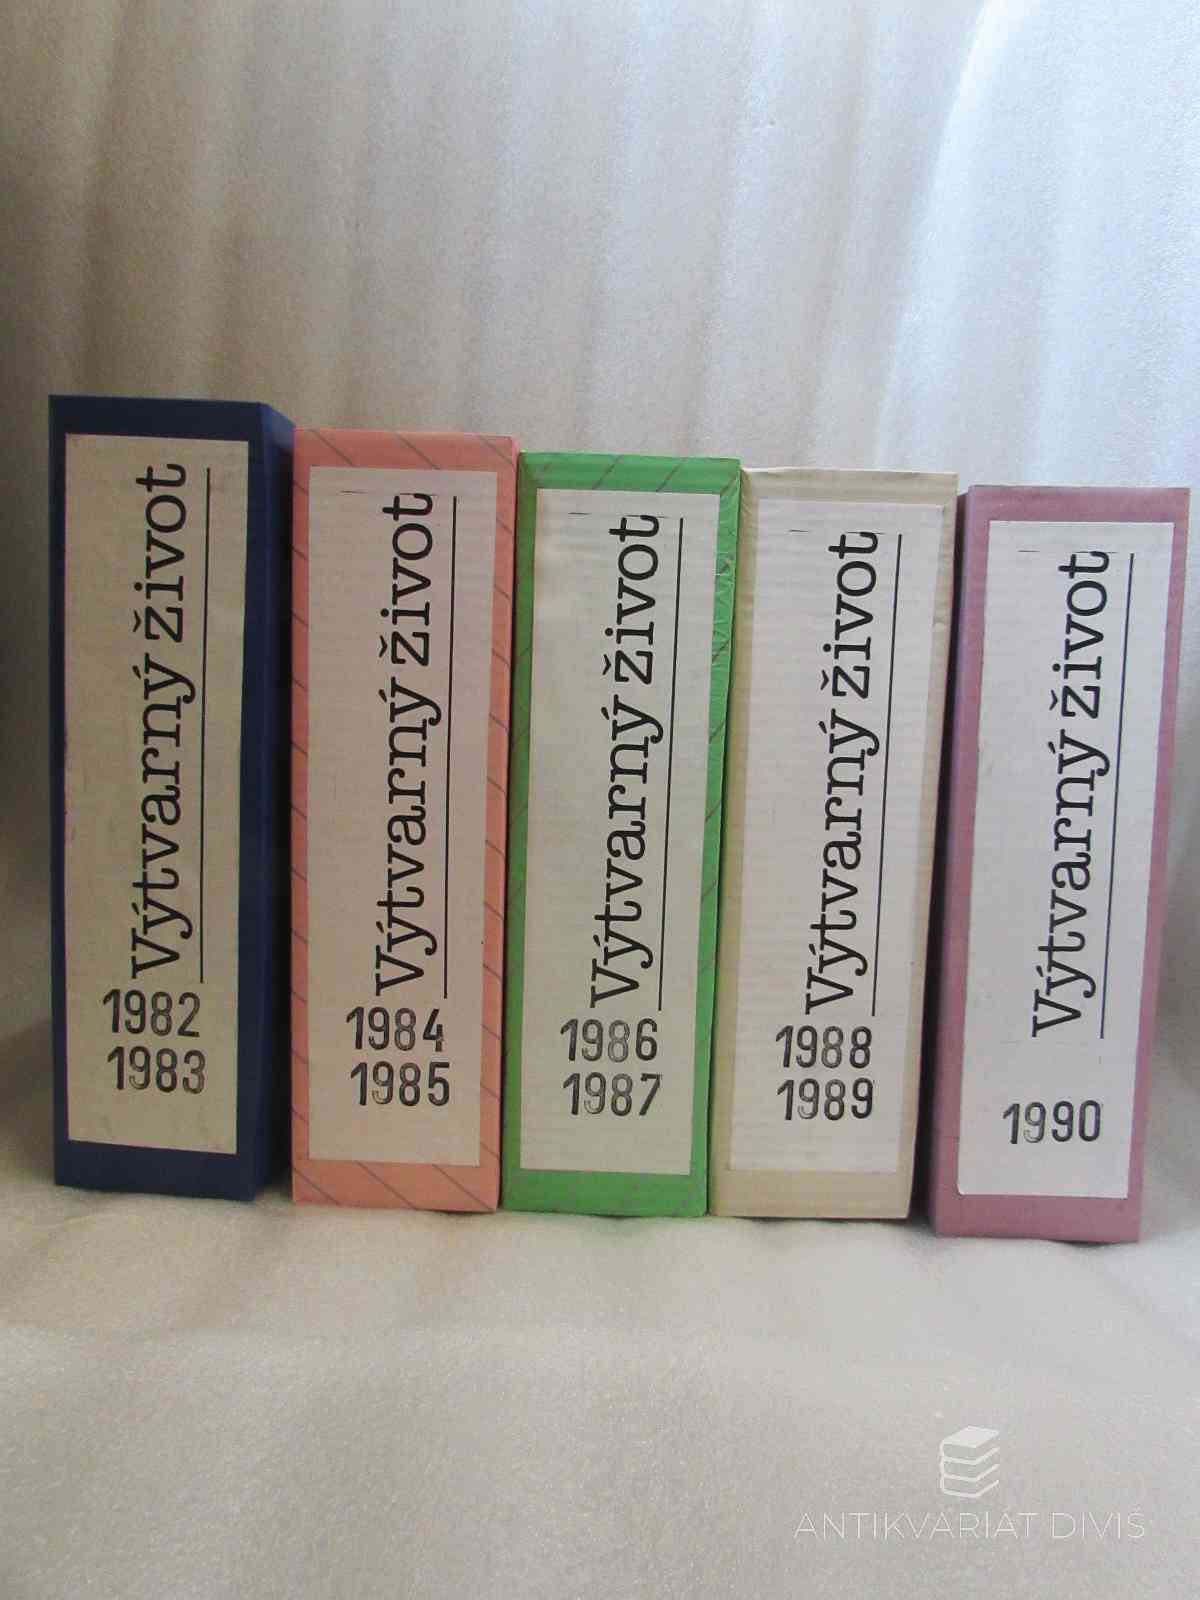 Výtvarný život
1982
1983
Výtvarný život
1984
1985
Výtvarný život
1986
1987
Výtvarný život
1988
1989
Výtvarný život
1990
ANTIKVARIÁT DIVIŠ